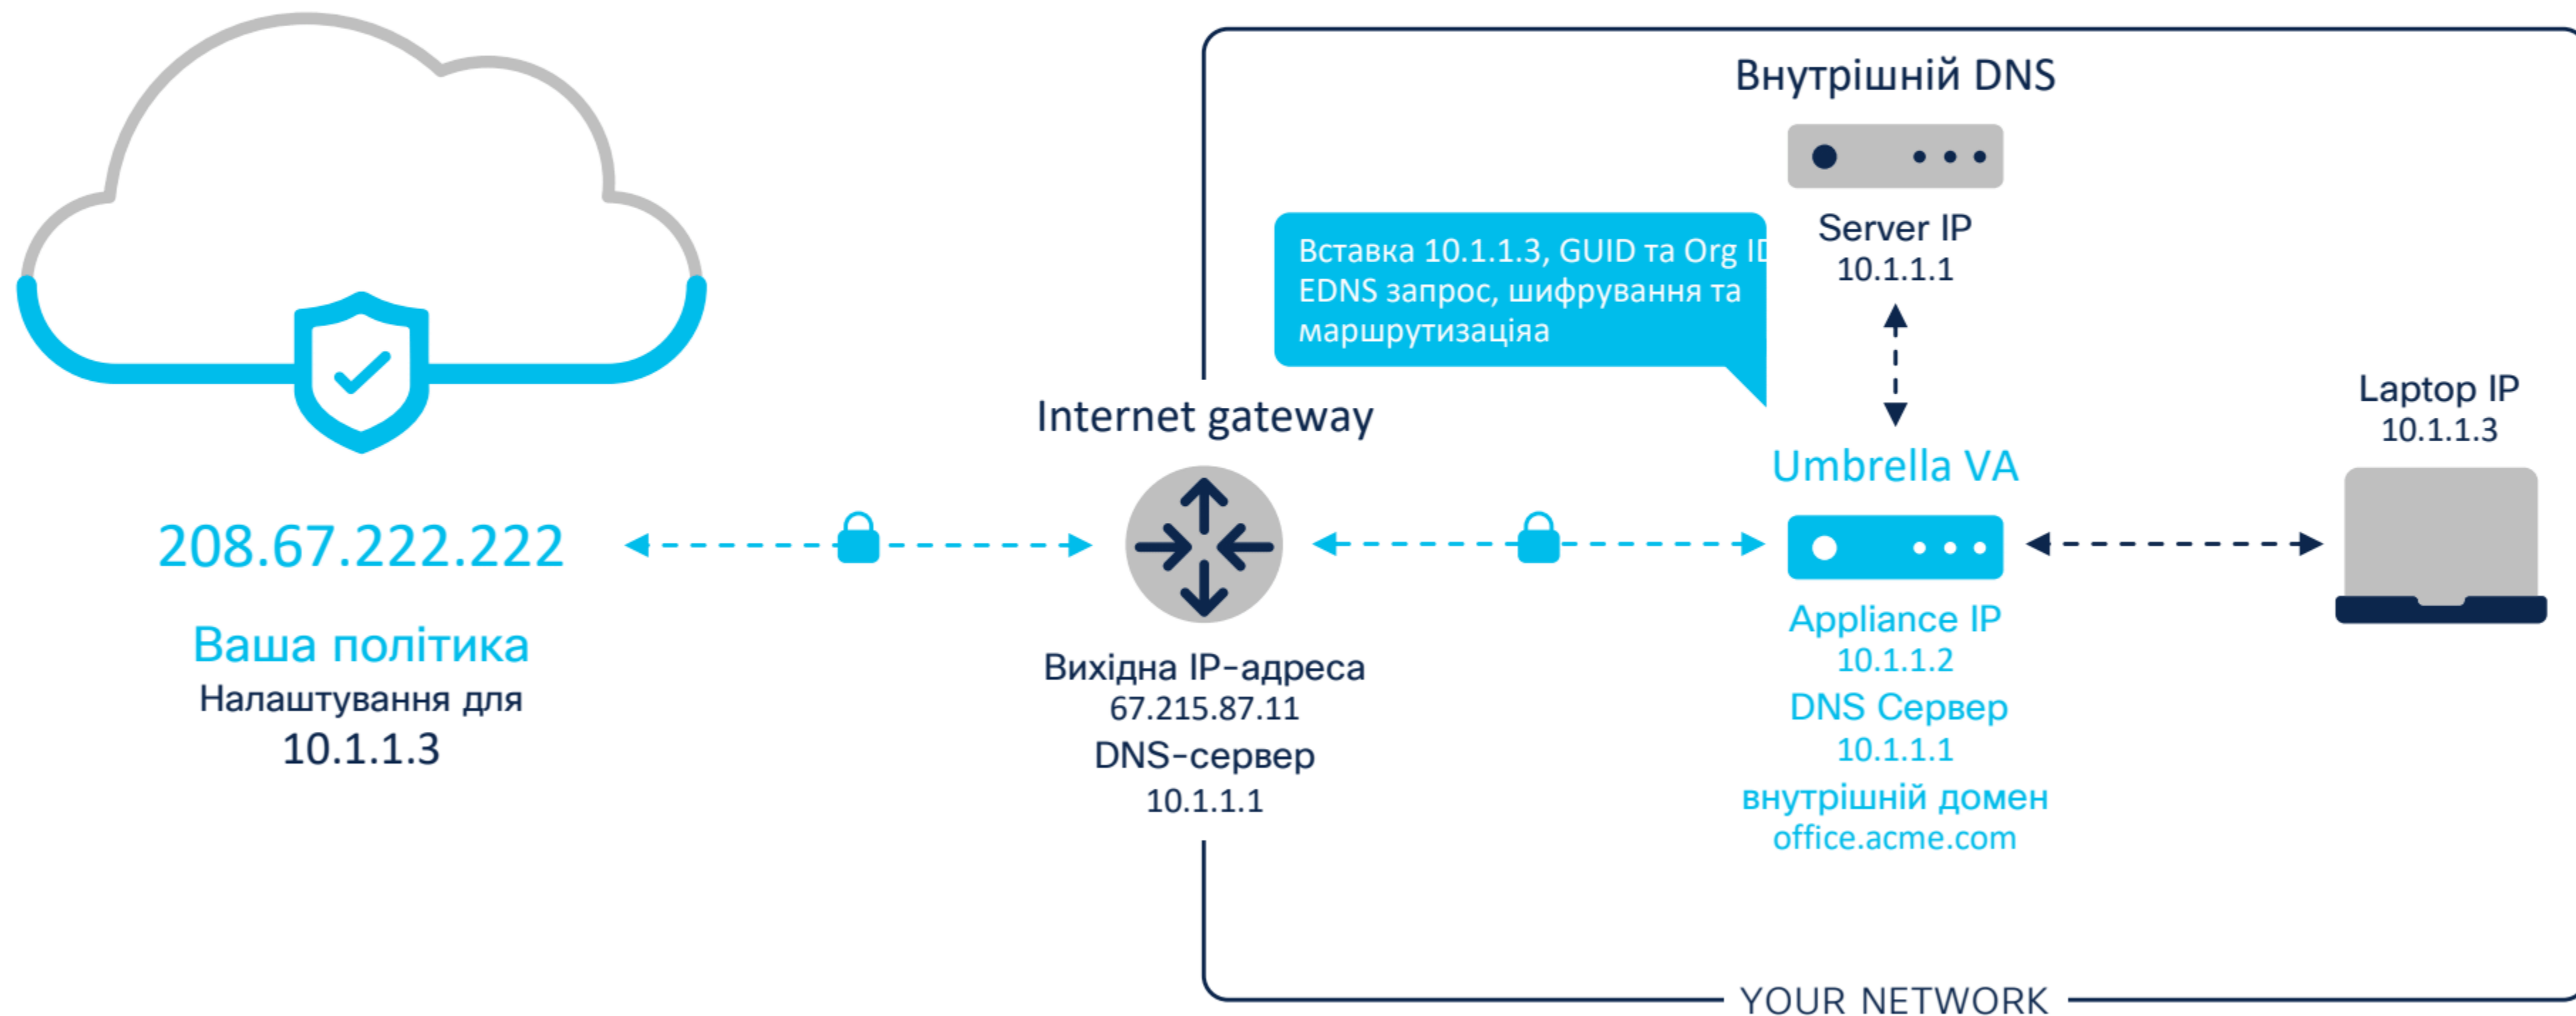 Внутрішній DNS
Server IP
10.1.1.1
Вставка 10.1.1.3, GUID та Org ID
EDNS запрос, шифрування та
маршрутизаціяа
Internet gateway
Umbrella VA
Laptop IP
10.1.1.3
208.67.222.222
Ваша політика
Налаштування для
10.1.1.3
Вихідна IP-адреса
67.215.87.11
DNS-сервер
10.1.1.1
Appliance IP
10.1.1.2
DNS Сервер
10.1.1.1
внутрішній домен
office.acme.com
YOUR NETWORK